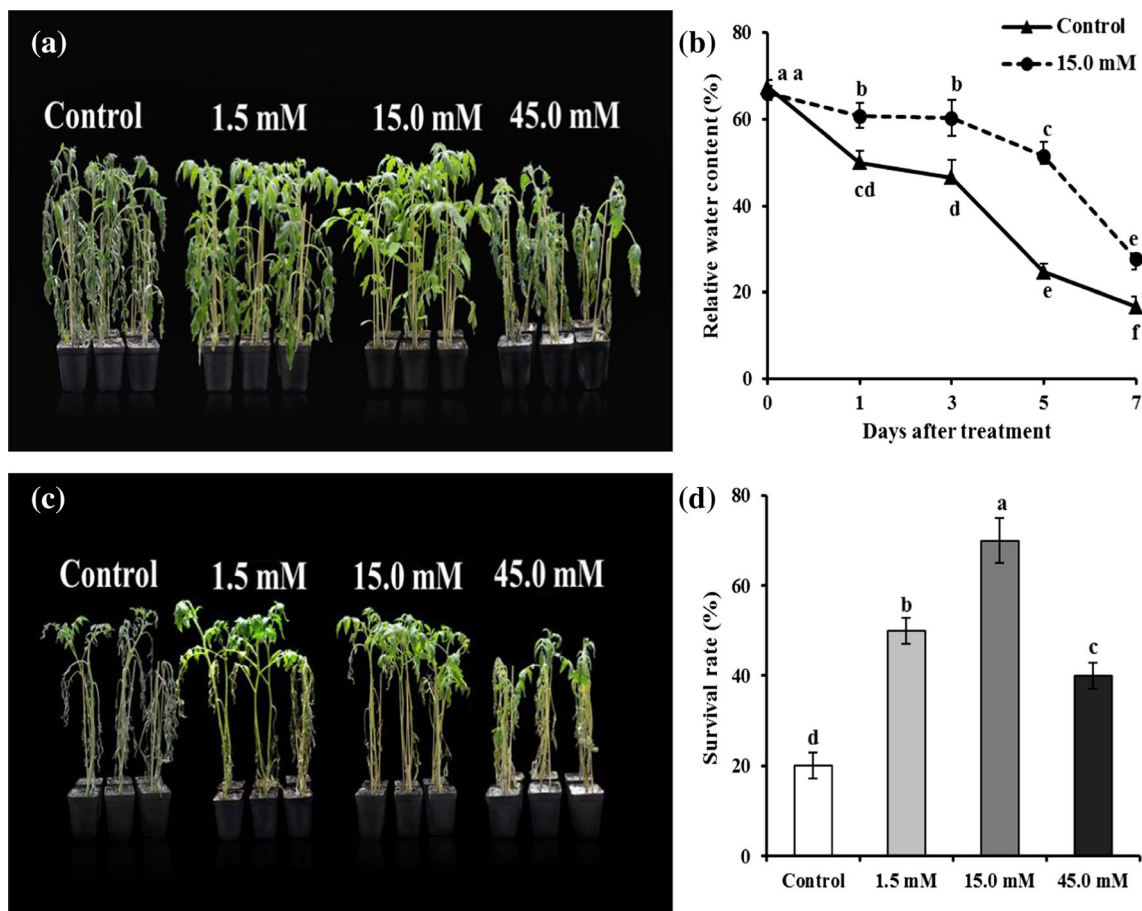 (a)
Control 1.5 mM 15.0 mM 45.0 mM
(b)
Control
15.0 mM
Relative water content (%)
80
60
40
20
0
a a
b
b
c
e
cd
d
e
f
0 1 3 5 7
Days after treatment
(c)
Control 1.5 mM 15.0 mM 45.0 mM
(d)
Survival rate (%)
80
60
40
20
0
d
b
a
c
Control 1.5 mM 15.0 mM 45.0 mM